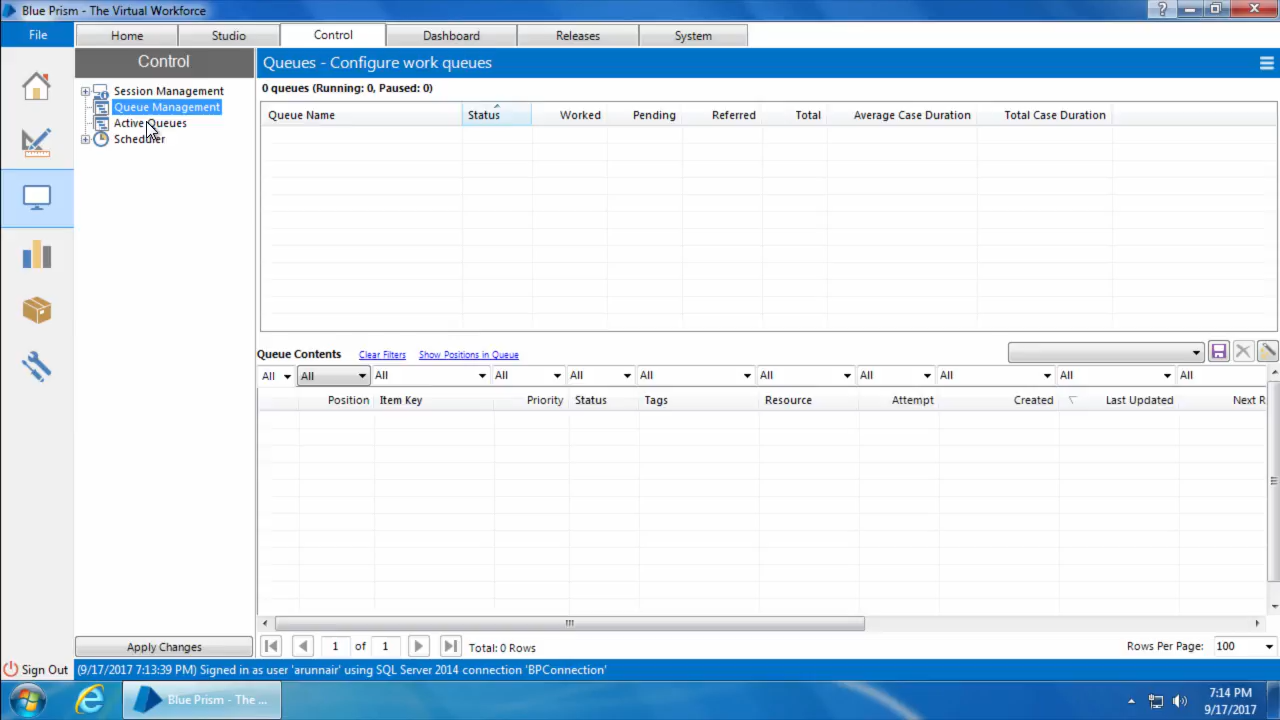 Blue Prism - The Virtual Workforce
File
Home
Studio
Control
Dashboard
Releases
System
Control
Queues - Configure work queues
Session Management
Queue Management
Active Queues
Scheduler
0 queues (Running: 0, Paused: 0)
Queue Name Status Worked Pending Referred Total Average Case Duration Total Case Duration
Queue Contents Clear Filters Show Positions in Queue
All All All All All All All All All All All
Position Item Key Priority Status Tags Resource Attempt Created Last Updated Next R
Apply Changes
1 of 1 Total: 0 Rows
Rows Per Page: 100
Sign Out
(9/17/2017 7:13:39 PM) Signed in as user 'arunnair' using SQL Server 2014 connection 'BPConnection'
Blue Prism - The ...
7:14 PM
9/17/2017